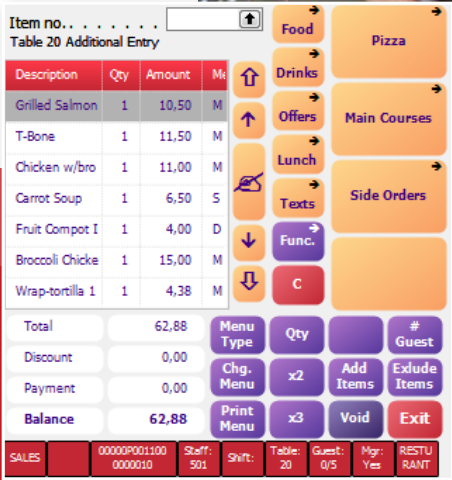 Item no.. . . . . . .
Table 20 Additional Entry
Description Qty Amount Me
Grilled Salmon 1 10,50 M
T-Bone 1 11,50 M
Chicken w/bro 1 11,00 M
Carrot Soup 1 6,50 S
Fruit Compot I 1 4,00 D
Broccoli Chicke 1 15,00 M
Wrap-tortilla 1 1 4,38 M
Food
Drinks
Offers
Lunch
Texts
Func.
C
Pizza
Main Courses
Side Orders
Total 62,88
Discount 0,00
Payment 0,00
Balance 62,88
Menu
Type
Qty
#
Guest
Chg.
Menu
x2
Add
Items
Exlude
Items
Print
Menu
x3
Void
Exit
SALES
00000P001100
0000010
Staff:
501
Shift:
Table:
20
Guest:
0/5
Mgr:
Yes
RESTU
RANT